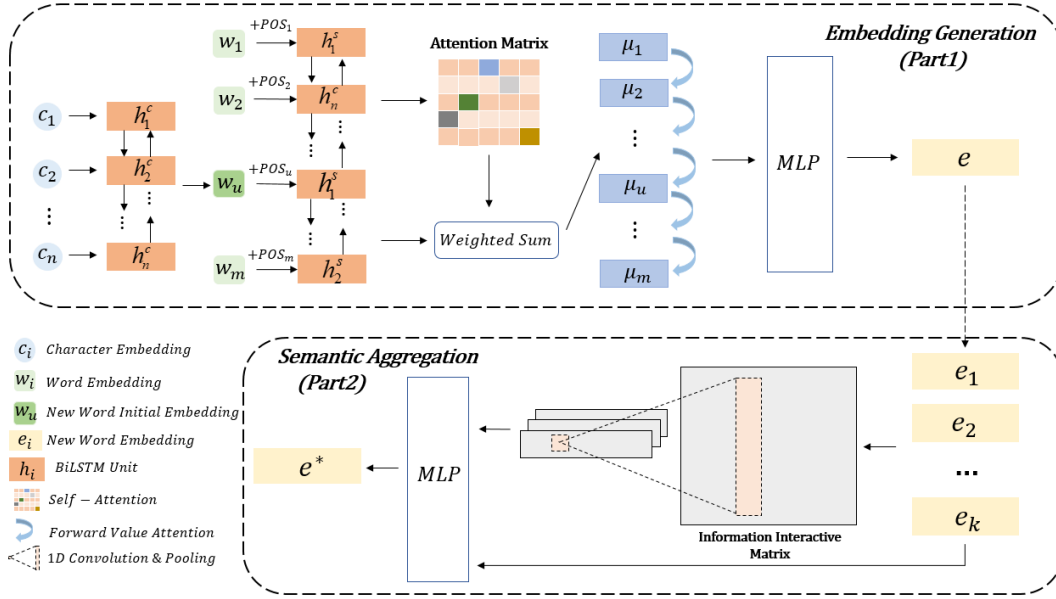 Embedding Generation
(Part1)
c₁
c₂
⋮
cₙ
h₁ᶜ
h₂ᶜ
⋮
hₙᶜ
w₁ +POS₁
w₂ +POS₂
wᵤ +POSᵤ
wₘ +POSₘ
h₁ˢ
hₙᶜ
⋮
h₁ˢ
⋮
h₂ˢ
Attention Matrix
Weighted Sum
μ₁
μ₂
⋮
μᵤ
⋮
μₘ
MLP
e
cᵢ Character Embedding
wᵢ Word Embedding
wᵤ New Word Initial Embedding
eᵢ New Word Embedding
hᵢ BiLSTM Unit
Self − Attention
Forward Value Attention
1D Convolution & Pooling
Semantic Aggregation
(Part2)
e*
MLP
Information Interactive
Matrix
e₁
e₂
...
eₖ